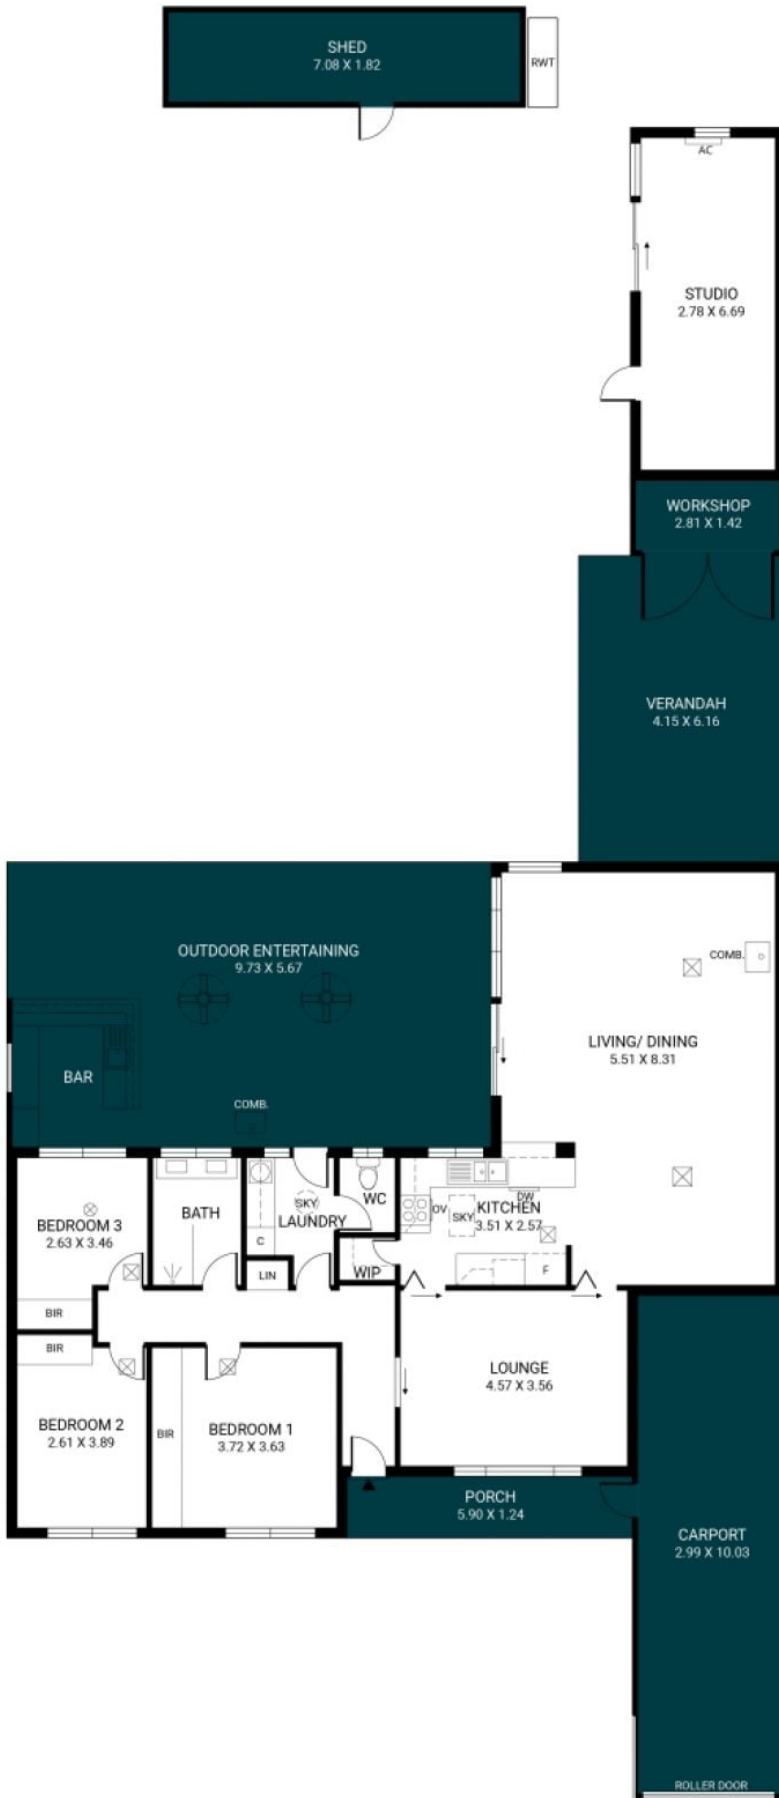 SHED
7.08 X 1.82
RWT
AC
STUDIO
2.78 X 6.69
WORKSHOP
2.81 X 1.42
VERANDAH
4.15 X 6.16
OUTDOOR ENTERTAINING
9.73 X 5.67
COMB.
LIVING/ DINING
5.51 X 8.31
BAR
COMB.
BEDROOM 3
2.63 X 3.46
BIR
BATH
SKY
LAUNDRY
C
LIN
WC
WIP
OV
SKY
DW
KITCHEN
3.51 X 2.57
F
BIR
BEDROOM 2
2.61 X 3.89
BIR
BEDROOM 1
3.72 X 3.63
LOUNGE
4.57 X 3.56
PORCH
5.90 X 1.24
CARPORT
2.99 X 10.03
ROLLER DOOR